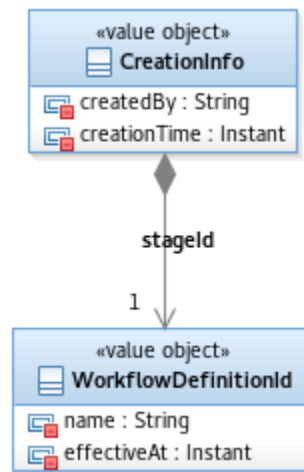 «value object»
CreationInfo
createdBy : String
creationTime : Instant
stageId
1
«value object»
WorkflowDefinitionId
name : String
effectiveAt : Instant